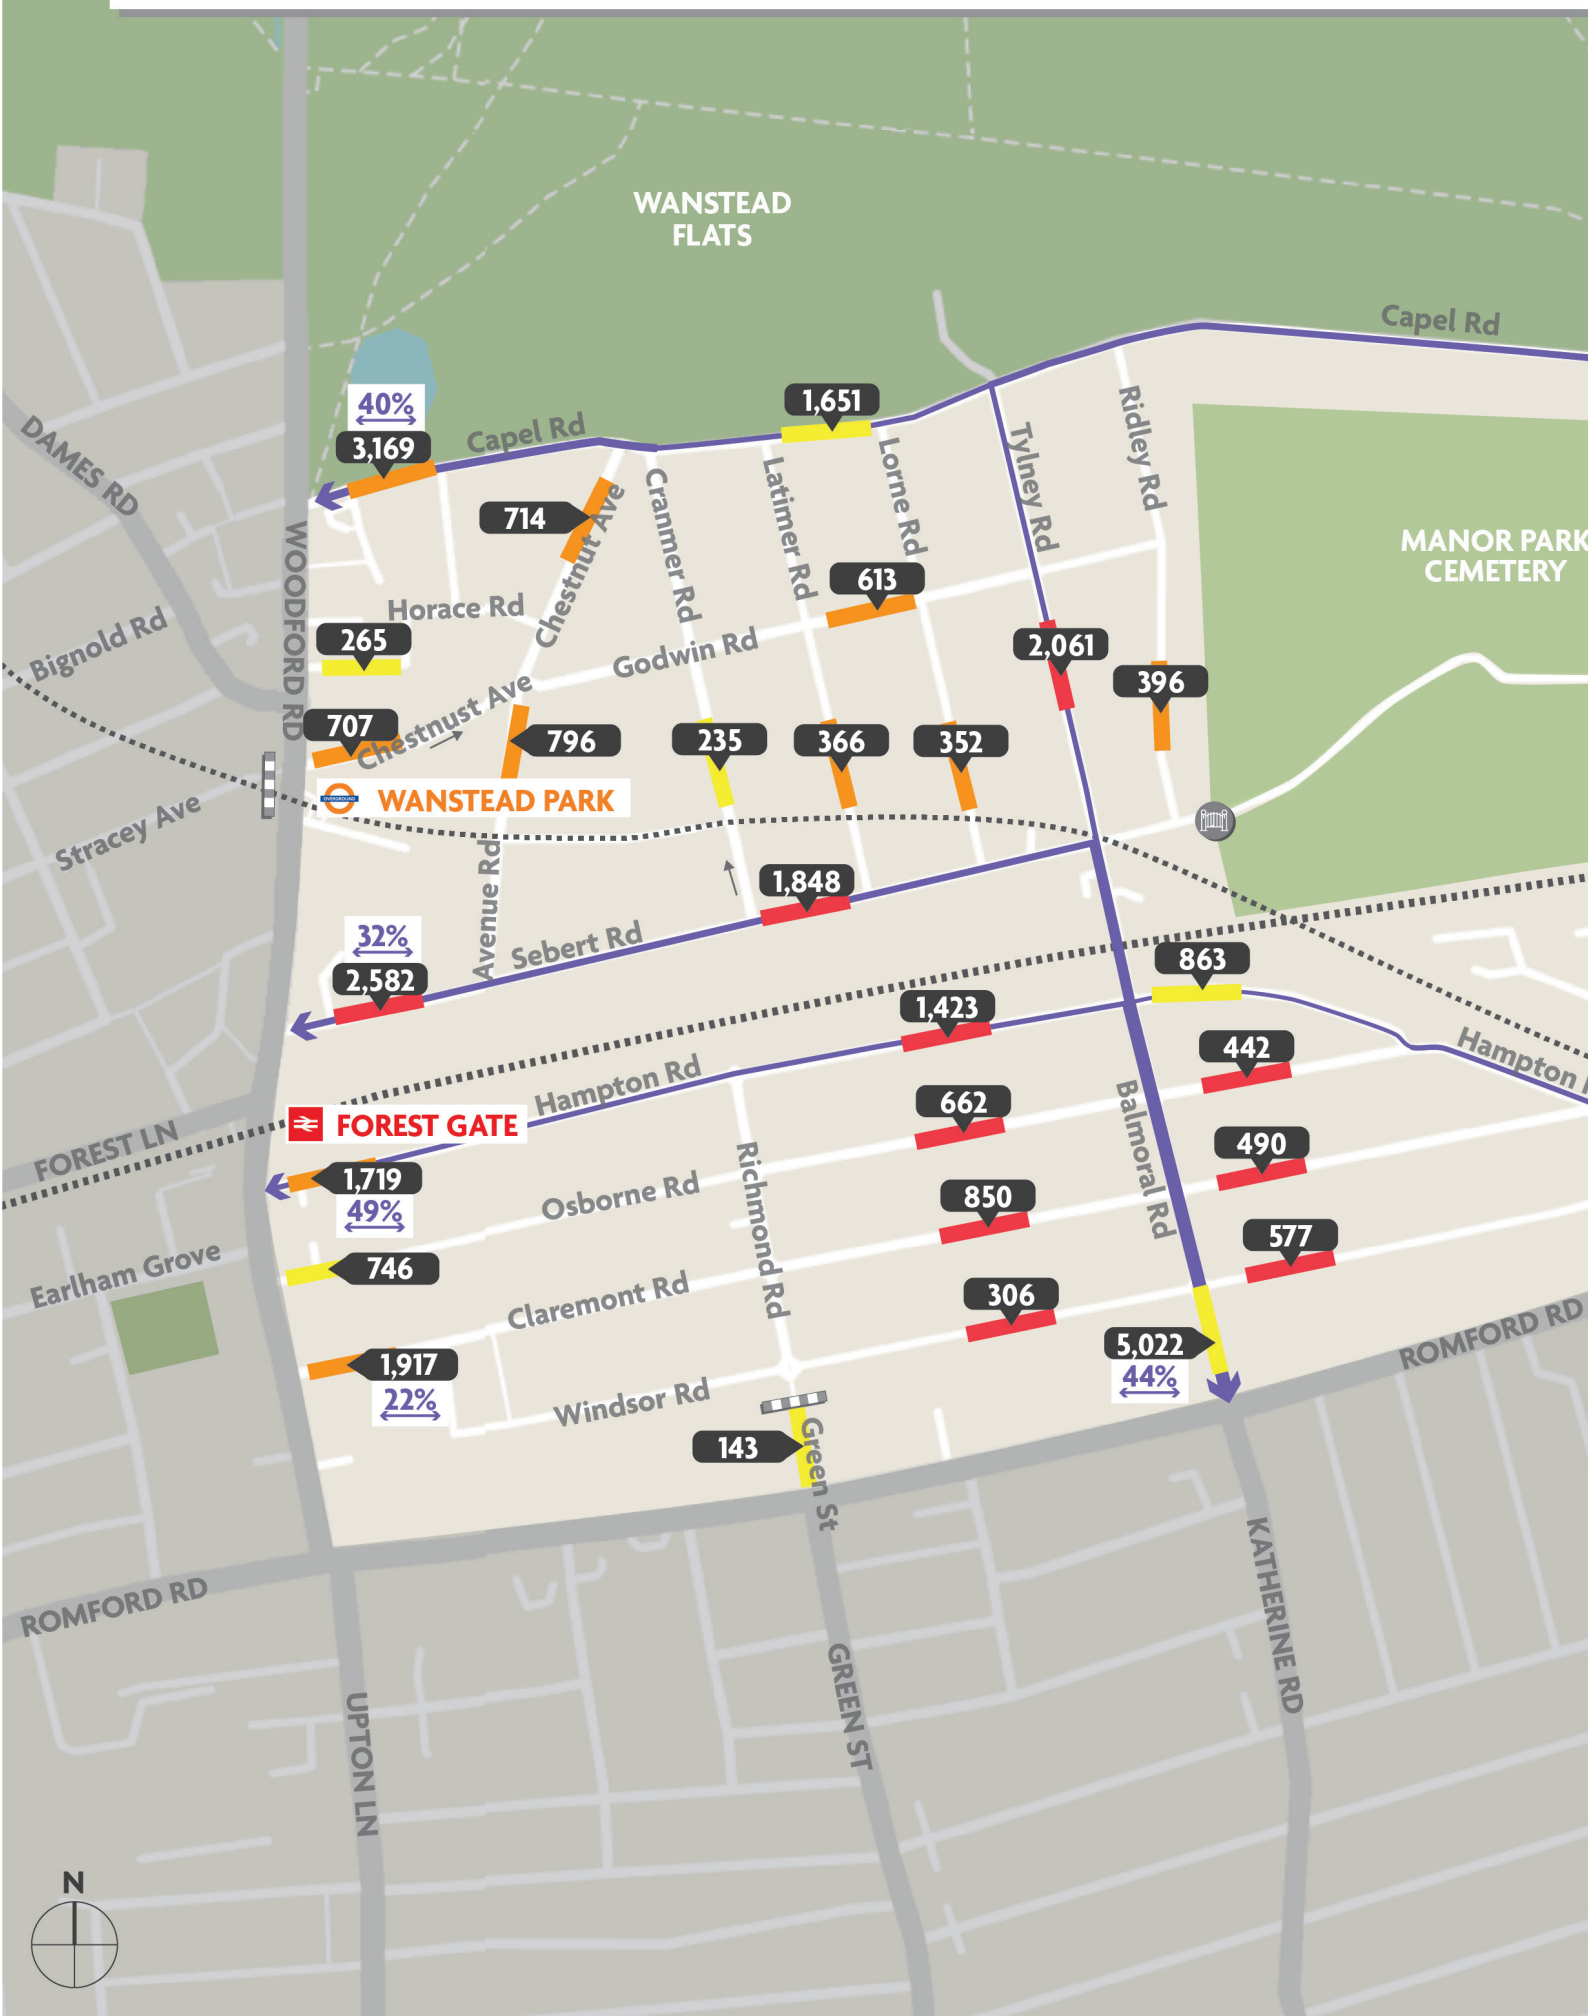 WANSTEAD
FLATS
Capel Rd
40%
3,169
1,651
Capel Rd
DAMES RD
WOODFORD RD
714
Chestnut Ave
Cranmer Rd
Latimer Rd
Lorne Rd
Tylney Rd
Ridley Rd
MANOR PARK
CEMETERY
613
Horace Rd
265
Bignold Rd
Godwin Rd
2,061
396
707
Chestnust Ave
796
235
366
352
OVERGROUND
WANSTEAD PARK
Stracey Ave
Avenue Rd
1,848
32%
2,582
Sebert Rd
863
1,423
442
Hampton
Hampton Rd
662
Balmoral Rd
FOREST LN
FOREST GATE
1,719
49%
Osborne Rd
Richmond Rd
490
850
577
746
Earlham Grove
Claremont Rd
306
5,022
44%
ROMFORD RD
1,917
22%
Windsor Rd
143
Green St
ROMFORD RD
KATHERINE RD
UPTON LN
GREEN ST
N